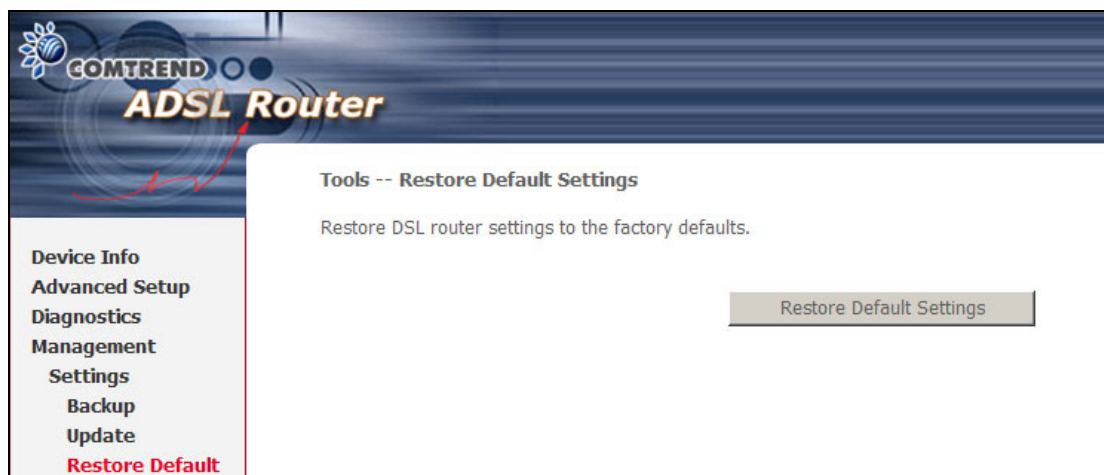 COMTREND
ADSL Router
Tools -- Restore Default Settings
Restore DSL router settings to the factory defaults.
Restore Default Settings
Device Info
Advanced Setup
Diagnostics
Management
Settings
Backup
Update
Restore Default